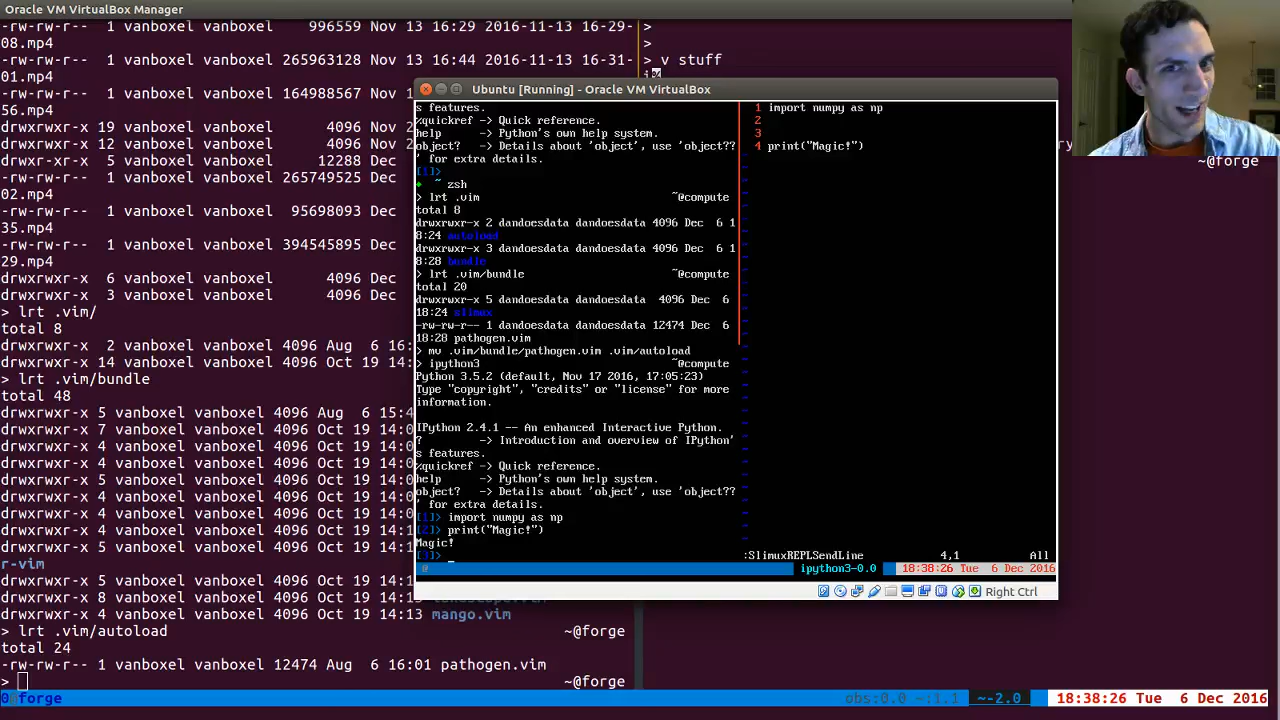 Oracle VM VirtualBox Manager
-rw-rw-r-- 1 vanboxel vanboxel 996559 Nov 13 16:29 2016-11-13 16-29-
08.mp4
-rw-rw-r-- 1 vanboxel vanboxel 265963128 Nov 13 16:44 2016-11-13 16-31-
01.mp4
-rw-rw-r-- 1 vanboxel vanboxel 164988567 Nov 1
56.mp4
drwxrwxr-x 19 vanboxel vanboxel 4096 Nov 2
drwxrwxr-x 12 vanboxel vanboxel 4096 Nov 2
drwxr-xr-x 5 vanboxel vanboxel 12288 Dec
-rw-rw-r-- 1 vanboxel vanboxel 265749525 Dec
02.mp4
-rw-rw-r-- 1 vanboxel vanboxel 95698093 Dec
35.mp4
-rw-rw-r-- 1 vanboxel vanboxel 394545895 Dec
29.mp4
drwxrwxr-x 6 vanboxel vanboxel 4096 Dec
drwxrwxr-x 3 vanboxel vanboxel 4096 Dec
> lrt .vim/
total 8
drwxrwxr-x 2 vanboxel vanboxel 4096 Aug 6 16
drwxrwxr-x 14 vanboxel vanboxel 4096 Oct 19 1
> lrt .vim/bundle
total 48
drwxrwxr-x 5 vanboxel vanboxel 4096 Aug 6 15:4
drwxrwxr-x 7 vanboxel vanboxel 4096 Oct 19 14:0
drwxrwxr-x 5 vanboxel vanboxel 4096 Oct 19 14:0
drwxrwxr-x 5 vanboxel vanboxel 4096 Oct 19 14:0
drwxrwxr-x 4 vanboxel vanboxel 4096 Oct 19 14:0
drwxrwxr-x 4 vanboxel vanboxel 4096 Oct 19 14:0
drwxrwxr-x 4 vanboxel vanboxel 4096 Oct 19 14:0
drwxrwxr-x 5 vanboxel vanboxel 4096 Oct 19 14:0
r-vim
drwxrwxr-x 5 vanboxel vanboxel 4096 Oct 19 14:0
drwxrwxr-x 8 vanboxel vanboxel 4096 Oct 19 14:0
drwxrwxr-x 4 vanboxel vanboxel 4096 Oct 19 14:13 mango.vim
> lrt .vim/autoload ~@forge
total 24
-rw-rw-r-- 1 vanboxel vanboxel 12474 Aug 6 16:01 pathogen.vim
> ~@forge
>
>
> v stuff
~@forge
Ubuntu [Running] - Oracle VM VirtualBox
s features.
%quickref -> Quick reference.
help -> Python's own help system.
object? -> Details about 'object', use 'object??
' for extra details.
[1]>
~ zsh
> lrt .vim ~@compute
total 8
drwxrwxr-x 2 dandoesdata dandoesdata 4096 Dec 6 1
8:24 autoload
drwxrwxr-x 3 dandoesdata dandoesdata 4096 Dec 6 1
8:28 bundle
> lrt .vim/bundle ~@compute
total 20
drwxrwxr-x 5 dandoesdata dandoesdata 4096 Dec 6
18:24 slimux
-rw-rw-r-- 1 dandoesdata dandoesdata 12474 Dec 6
18:28 pathogen.vim
> mv .vim/bundle/pathogen.vim .vim/autoload
> ipython3 ~@compute
Python 3.5.2 (default, Nov 17 2016, 17:05:23)
Type "copyright", "credits" or "license" for more
information.
IPython 2.4.1 -- An enhanced Interactive Python.
? -> Introduction and overview of IPython'
s features.
%quickref -> Quick reference.
help -> Python's own help system.
object? -> Details about 'object', use 'object??
' for extra details.
[1]> import numpy as np
[2]> print("Magic!")
Magic!
[3]>
1 import numpy as np
2
3
4 print("Magic!")
~
:SlimuxREPLSendLine 4,1 All
@ ipython3-0.0 18:38:26 Tue 6 Dec 2016
Right Ctrl
0 @forge obs:0.0 ~:1.1 ~-2.0 18:38:26 Tue 6 Dec 2016